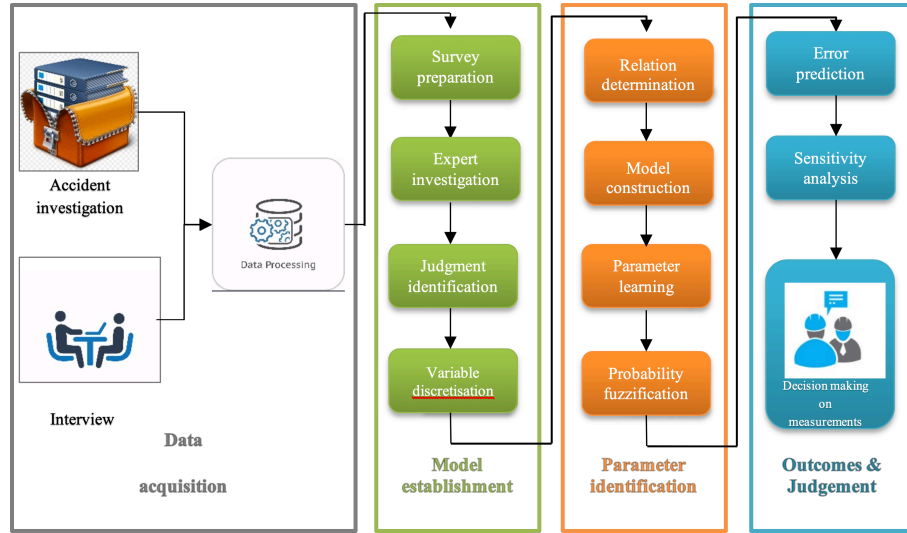 Accident
investigation
Data Processing
Interview
Data
acquisition
Survey
preparation
Expert
investigation
Judgment
identification
Variable
discretisation
Model
establishment
Relation
determination
Model
construction
Parameter
learning
Probability
fuzzification
Parameter
identification
Error
prediction
Sensitivity
analysis
Decision making
on
measurements
Outcomes &
Judgement